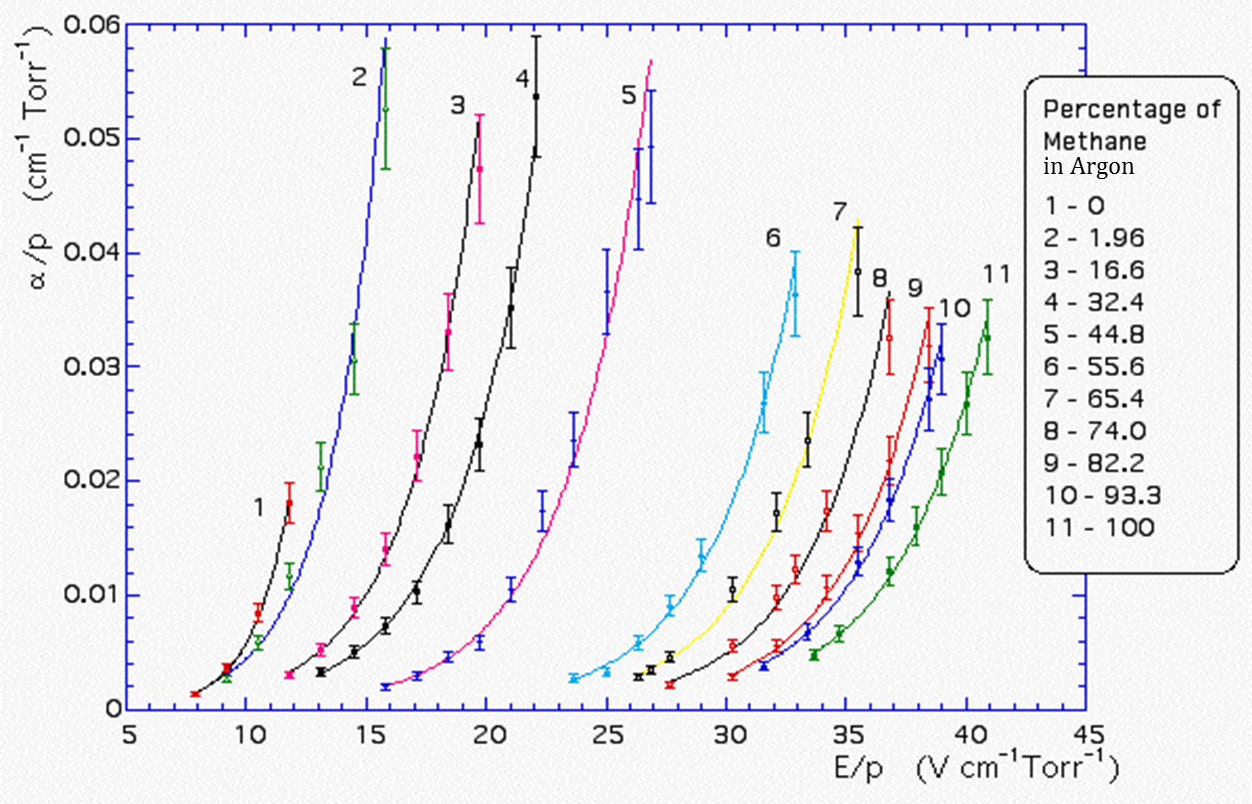 0.06
0.05
0.04
0.03
0.02
0.01
0
α/p (cm⁻¹ Torr⁻¹)
1
2
3
4
5
6
7
8
9
10
11
Percentage of
Methane
in Argon
1 - 0
2 - 1.96
3 - 16.6
4 - 32.4
5 - 44.8
6 - 55.6
7 - 65.4
8 - 74.0
9 - 82.2
10 - 93.3
11 - 100
5 10 15 20 25 30 35 40 45
E/p (V cm⁻¹Torr⁻¹)